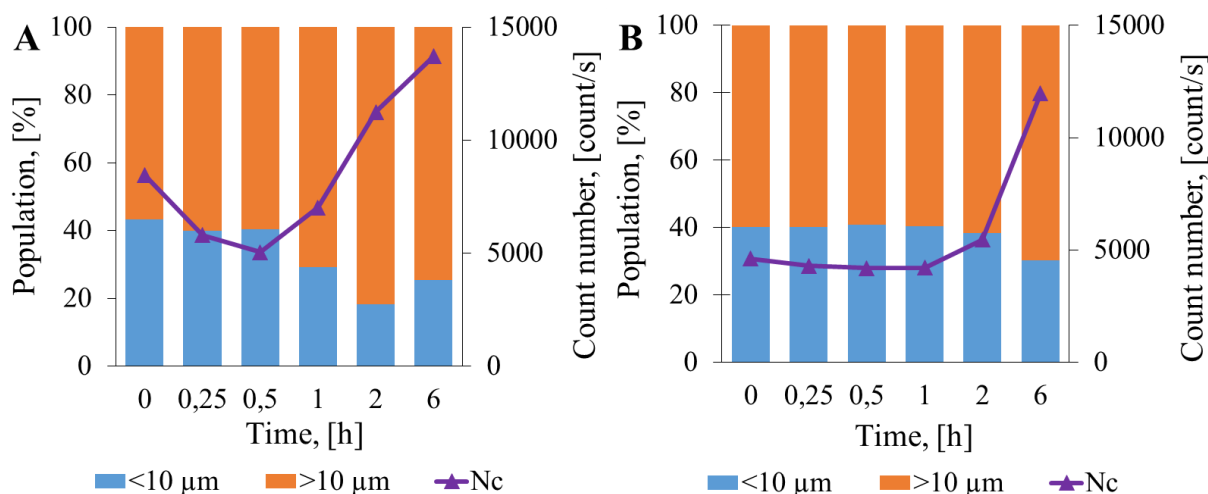 A
100
80
60
40
20
0
Population, [%]
15000
10000
5000
0
Count number, [count/s]
0 0,25 0,5 1 2 6
Time, [h]
<10 µm >10 µm Nc
B
100
80
60
40
20
0
Population, [%]
15000
10000
5000
0
Count number, [count/s]
0 0,25 0,5 1 2 6
Time, [h]
<10 µm >10 µm Nc